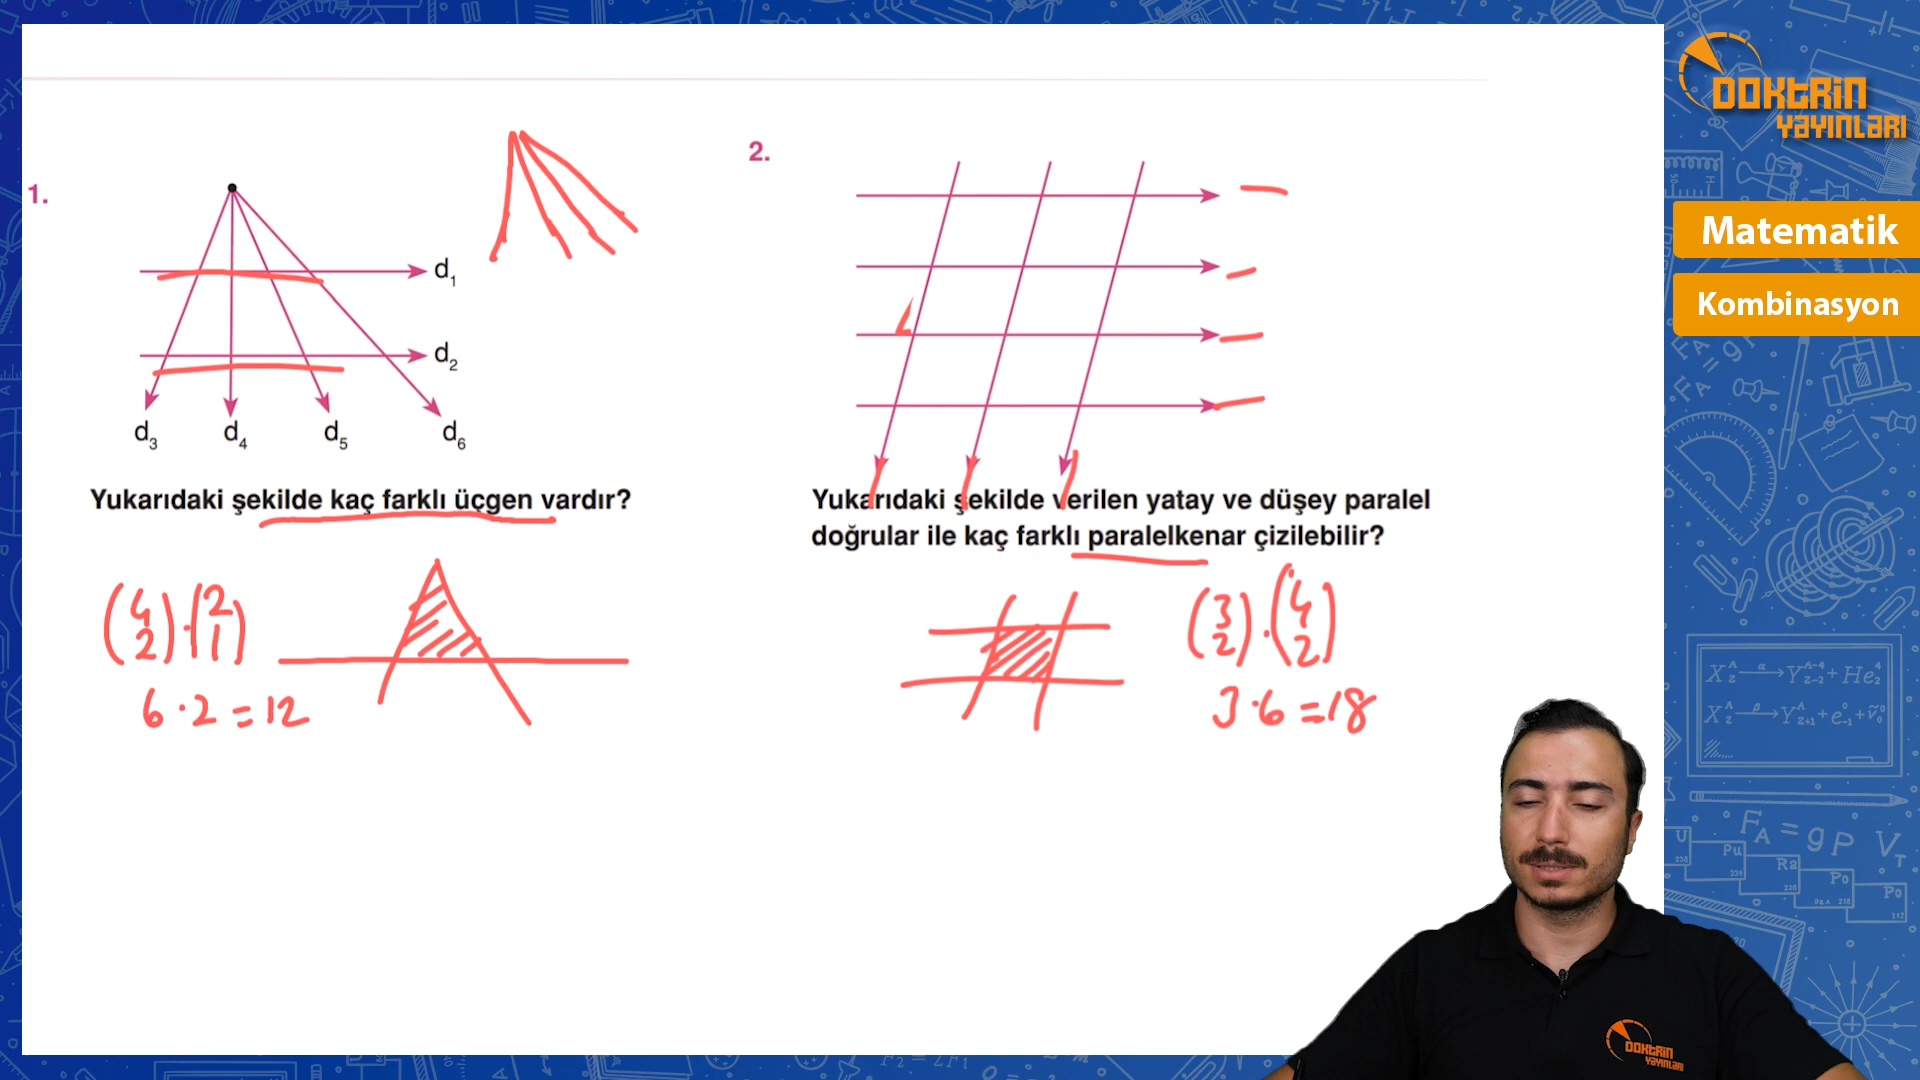 DOKTRİN
YAYINLARI
Matematik
Kombinasyon
1.
d1
d2
d3 d4 d5 d6
Yukarıdaki şekilde kaç farklı üçgen vardır?
(4 2) · (2 1)
6 · 2 = 12
2.
Yukarıdaki şekilde verilen yatay ve düşey paralel
doğrular ile kaç farklı paralelkenar çizilebilir?
(3 2) · (4 2)
3 · 6 = 18
DOKTRİN
YAYINLARI